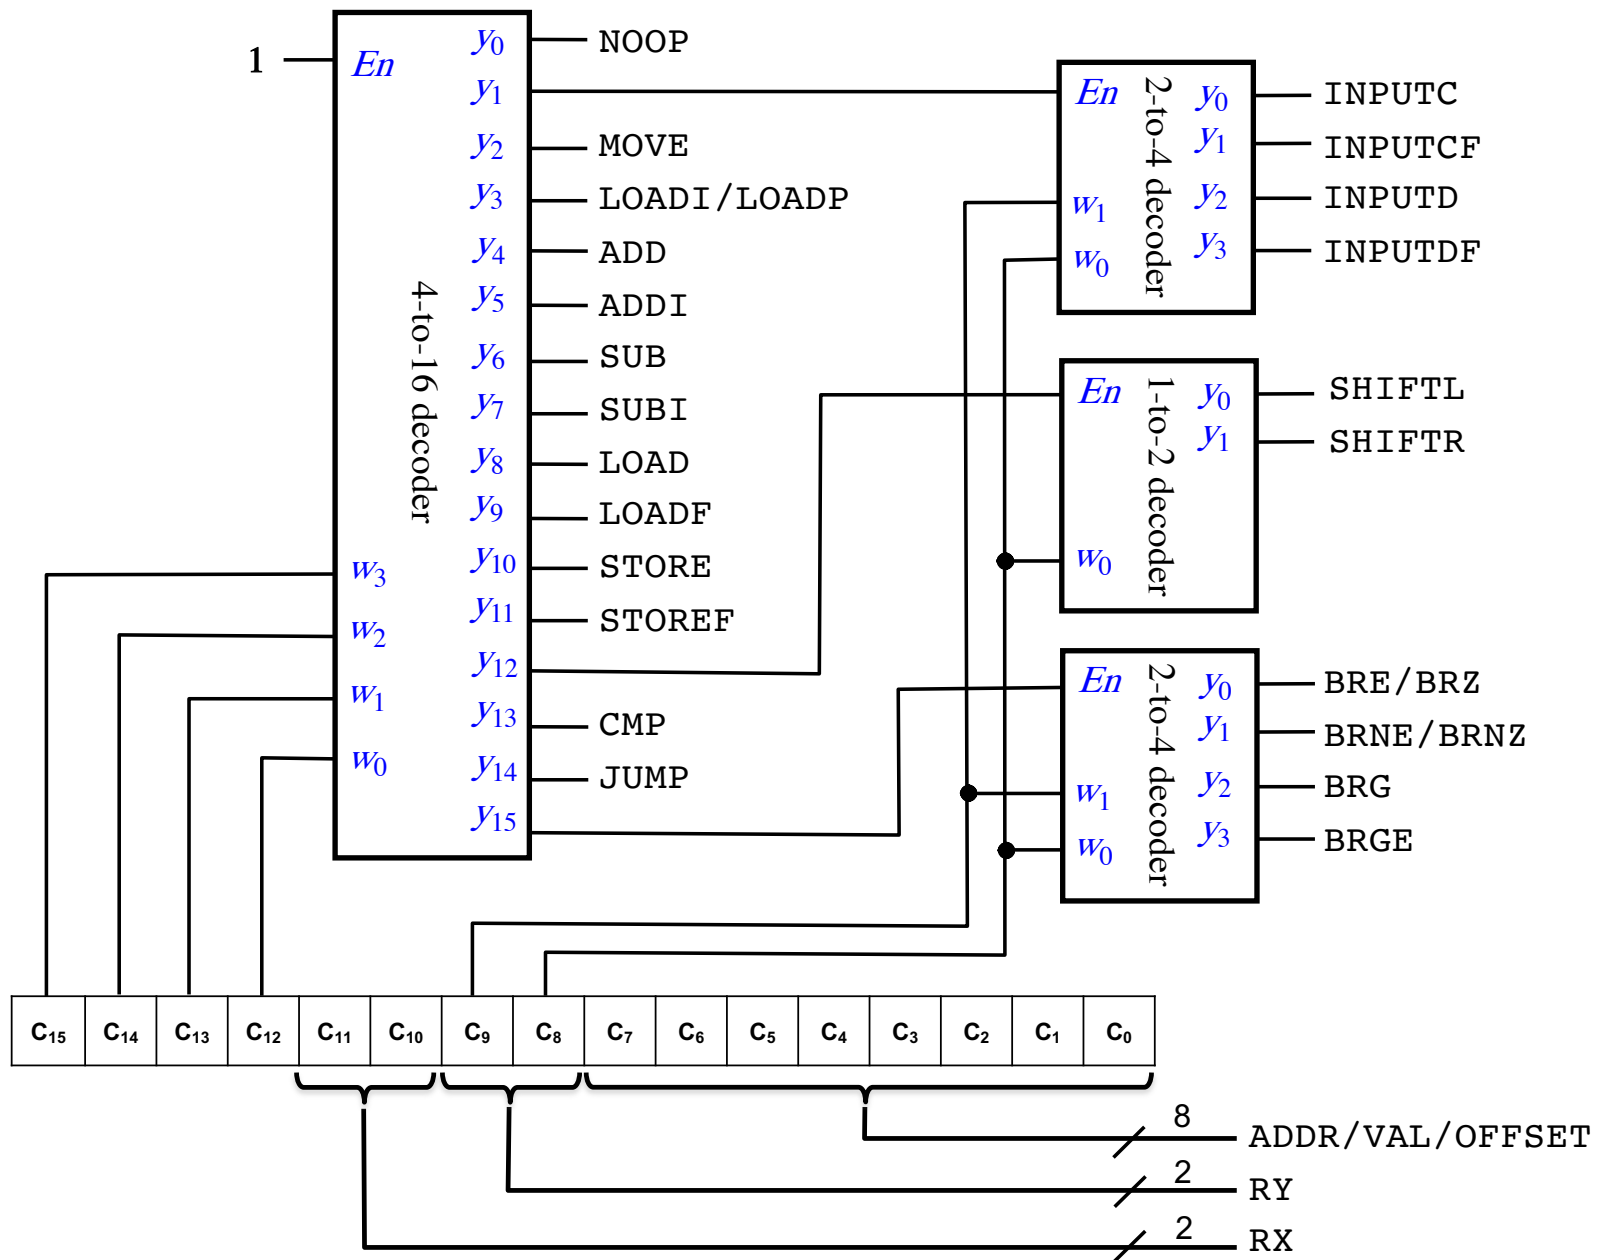 1
En
y0 NOOP
y1
y2 MOVE
y3 LOADI/LOADP
y4 ADD
y5 ADDI
y6 SUB
y7 SUBI
y8 LOAD
y9 LOADF
y10 STORE
y11 STOREF
y12
y13 CMP
y14 JUMP
y15
4-to-16 decoder
w3
w2
w1
w0
En
w1
w0
2-to-4 decoder
y0 INPUTC
y1 INPUTCF
y2 INPUTD
y3 INPUTDF
En
w0
1-to-2 decoder
y0 SHIFTL
y1 SHIFTR
En
w1
w0
2-to-4 decoder
y0 BRE/BRZ
y1 BRNE/BRNZ
y2 BRG
y3 BRGE
C15 C14 C13 C12 C11 C10 C9 C8 C7 C6 C5 C4 C3 C2 C1 C0
8 ADDR/VAL/OFFSET
2 RY
2 RX